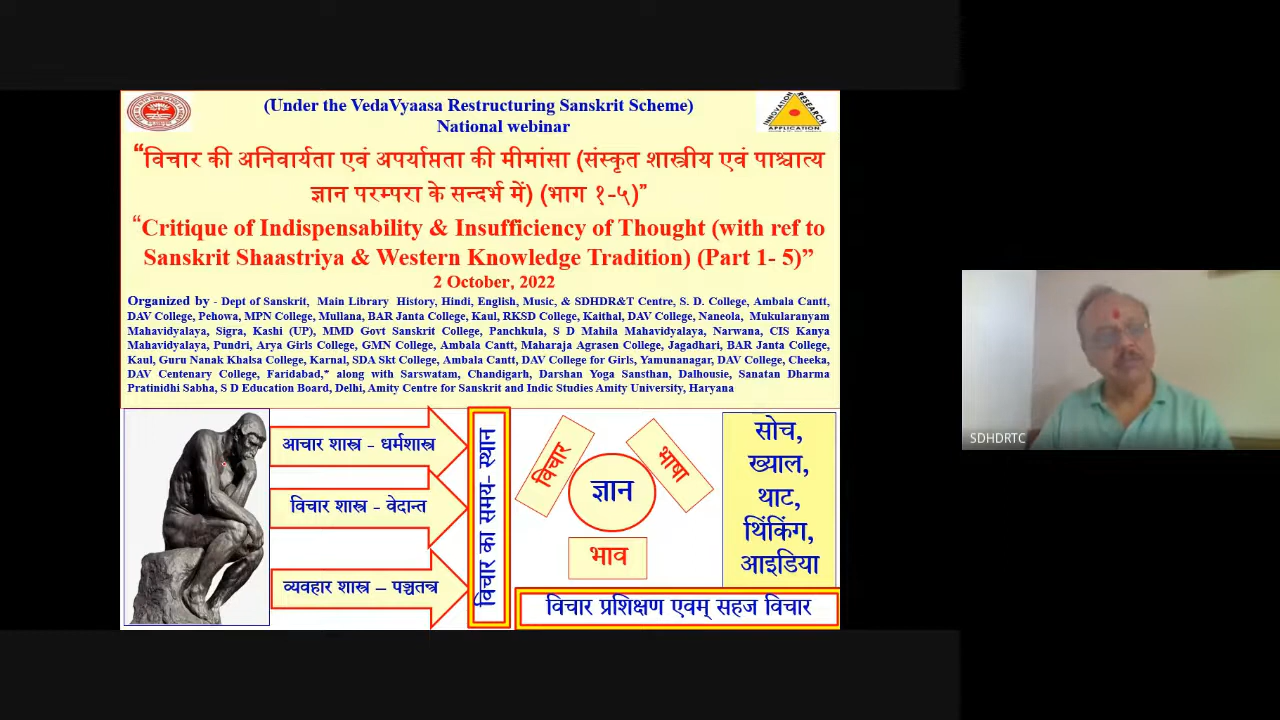 (Under the VedaVyaasa Restructuring Sanskrit Scheme)
National webinar
INNOVATION RESEARCH
APPLICATION
“विचार की अनिवार्यता एवं अपर्याप्तता की मीमांसा (संस्कृत शास्त्रीय एवं पाश्चात्य
ज्ञान परम्परा के सन्दर्भ में) (भाग १-५)”
“Critique of Indispensability & Insufficiency of Thought (with ref to
Sanskrit Shaastriya & Western Knowledge Tradition) (Part 1- 5)”
2 October, 2022
Organized by - Dept of Sanskrit, Main Library History, Hindi, English, Music, & SDHDR&T Centre, S. D. College, Ambala Cantt,
DAV College, Pehowa, MPN College, Mullana, BAR Janta College, Kaul, RKSD College, Kaithal, DAV College, Naneola, Mukularanyam
Mahavidyalaya, Sigra, Kashi (UP), MMD Govt Sanskrit College, Panchkula, S D Mahila Mahavidyalaya, Narwana, CIS Kanya
Mahavidyalaya, Pundri, Arya Girls College, GMN College, Ambala Cantt, Maharaja Agrasen College, Jagadhari, BAR Janta College,
Kaul, Guru Nanak Khalsa College, Karnal, SDA Skt College, Ambala Cantt, DAV College for Girls, Yamunanagar, DAV College, Cheeka,
DAV Centenary College, Faridabad,* along with Sarswatam, Chandigarh, Darshan Yoga Sansthan, Dalhousie, Sanatan Dharma
Pratinidhi Sabha, S D Education Board, Delhi, Amity Centre for Sanskrit and Indic Studies Amity University, Haryana
आचार शास्त्र - धर्मशास्त्र
विचार शास्त्र - वेदान्त
व्यवहार शास्त्र – पञ्चतन्त्र
विचार का समय- स्थान
विचार
भाषा
ज्ञान
भाव
सोच,
ख्याल,
थाट,
थिंकिंग,
आइडिया
विचार प्रशिक्षण एवम् सहज विचार
SDHDRTC